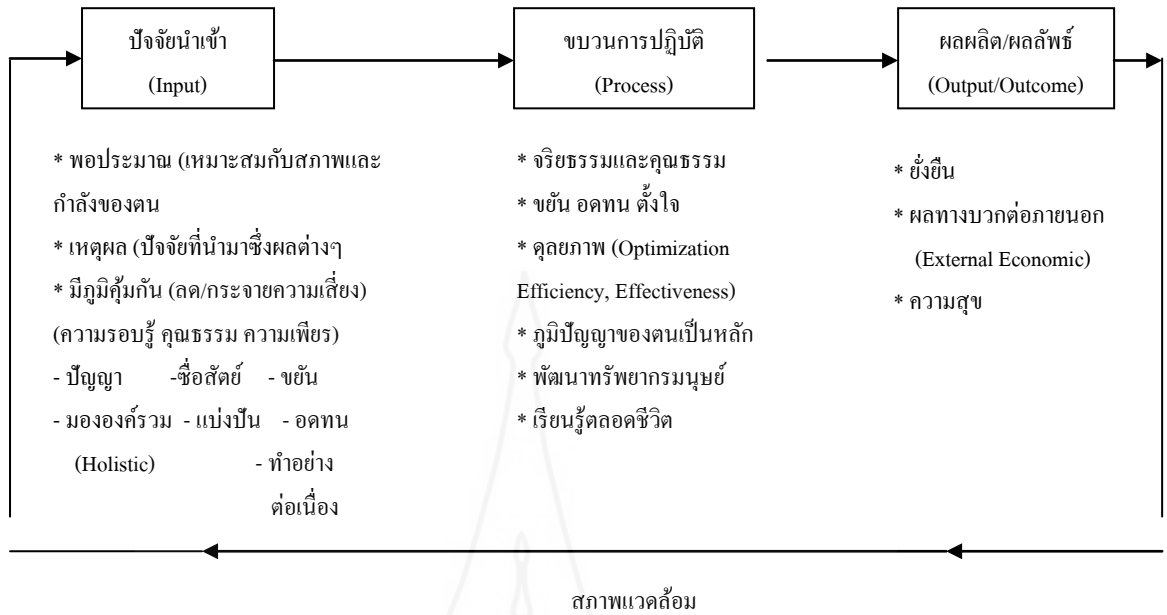 ปัจจัยนำเข้า
(Input)
* พอประมาณ (เหมาะสมกับสภาพและ
กำลังของตน
* เหตุผล (ปัจจัยที่นำมาซึ่งผลต่างๆ
* มีภูมิคุ้มกัน (ลด/กระจายความเสี่ยง)
(ความรอบรู้ คุณธรรม ความเพียร)
- ปัญญา -ซื่อสัตย์ - ขยัน
- มององค์รวม - แบ่งปัน - อดทน
(Holistic) - ทำอย่าง
ต่อเนื่อง
ขบวนการปฏิบัติ
(Process)
* จริยธรรมและคุณธรรม
* ขยัน อดทน ตั้งใจ
* ดุลยภาพ (Optimization
Efficiency, Effectiveness)
* ภูมิปัญญาของตนเป็นหลัก
* พัฒนาทรัพยากรมนุษย์
* เรียนรู้ตลอดชีวิต
ผลผลิต/ผลลัพธ์
(Output/Outcome)
* ยั่งยืน
* ผลทางบวกต่อภายนอก
(External Economic)
* ความสุข
สภาพแวดล้อม